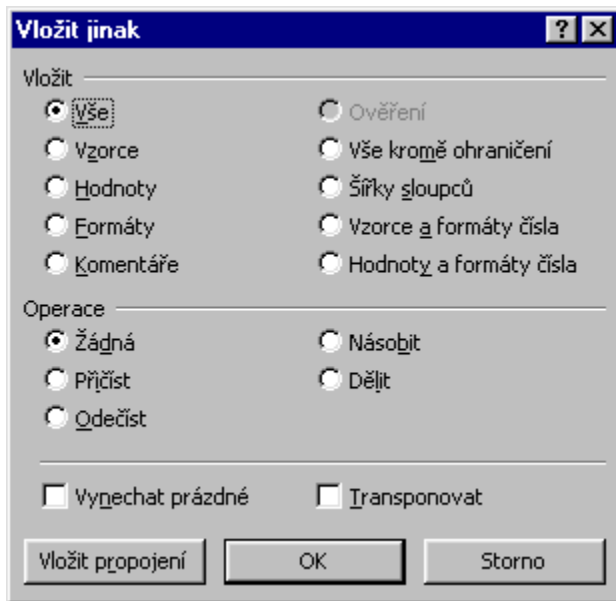 Vložit jinak
Vložit
Vše
Ověření
Vzorce
Vše kromě ohraničení
Hodnoty
Šířky sloupců
Formáty
Vzorce a formáty čísla
Komentáře
Hodnoty a formáty čísla
Operace
Žádná
Násobit
Přičíst
Dělit
Odečíst
Vynechat prázdné
Transponovat
Vložit propojení
OK
Storno